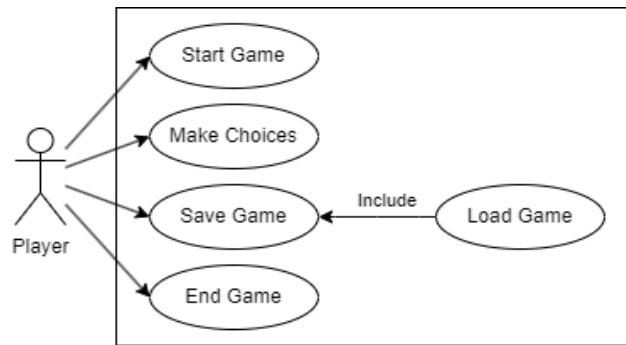 Start Game
Make Choices
Save Game
Include
Load Game
Player
End Game